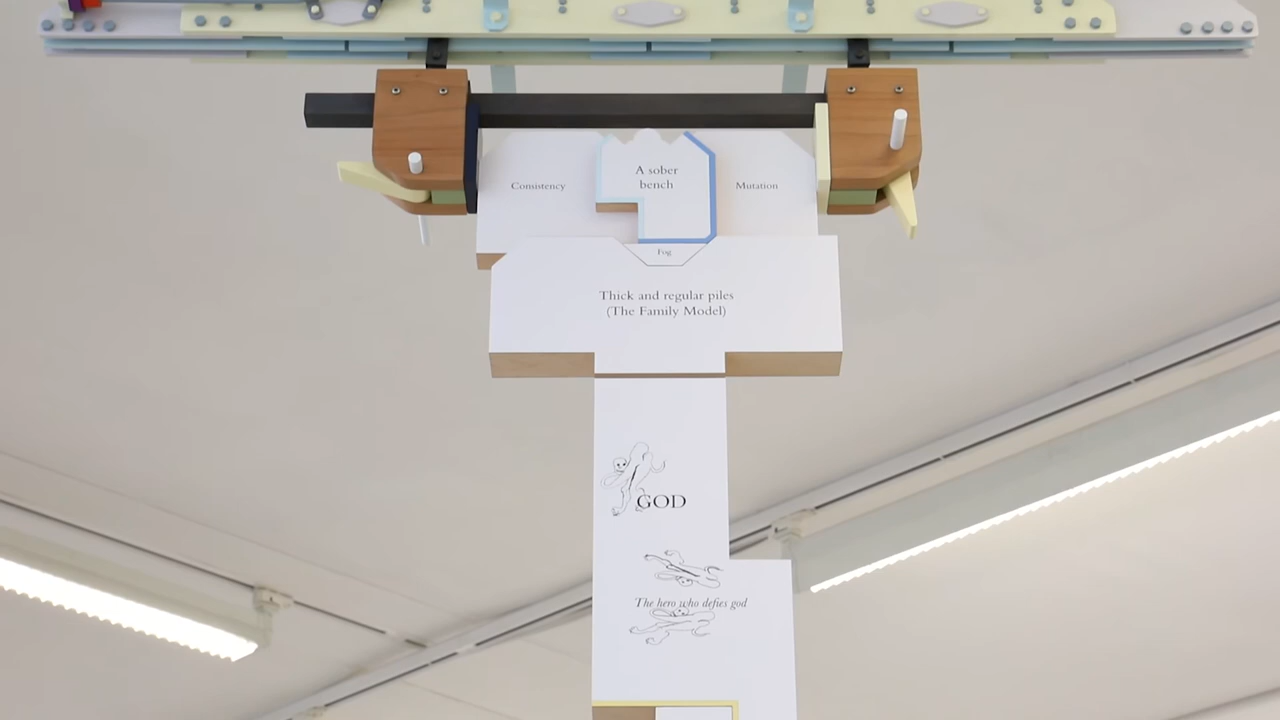 Consistency
A sober
bench
Mutation
Fog
Thick and regular piles
(The Family Model)
GOD
The hero who defies god